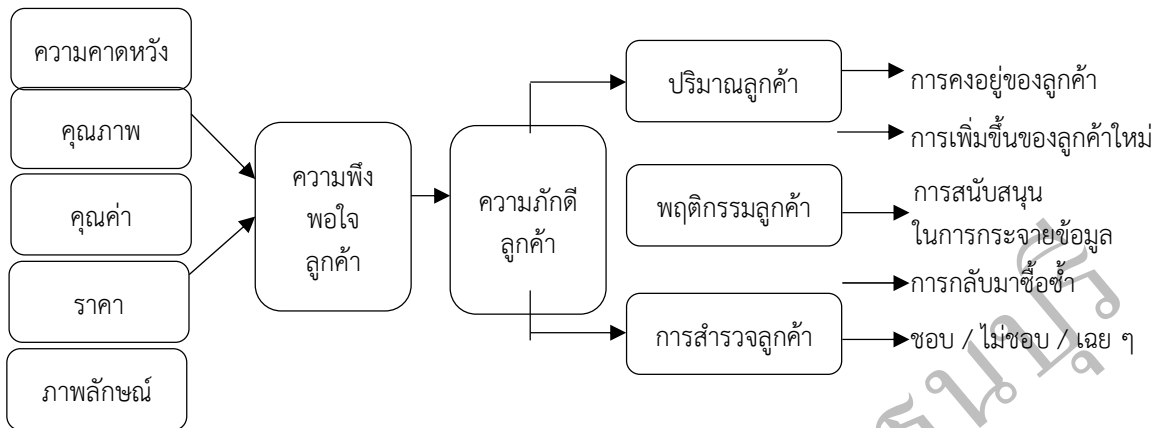 ความคาดหวัง
คุณภาพ
คุณค่า
ราคา
ภาพลักษณ์
ความพึง
พอใจ
ลูกค้า
ความภักดี
ลูกค้า
ปริมาณลูกค้า
การคงอยู่ของลูกค้า
การเพิ่มขึ้นของลูกค้าใหม่
พฤติกรรมลูกค้า
การสนับสนุน
ในการกระจายข้อมูล
การกลับมาซื้อซ้ำ
การสำรวจลูกค้า
ชอบ / ไม่ชอบ / เฉย ๆ